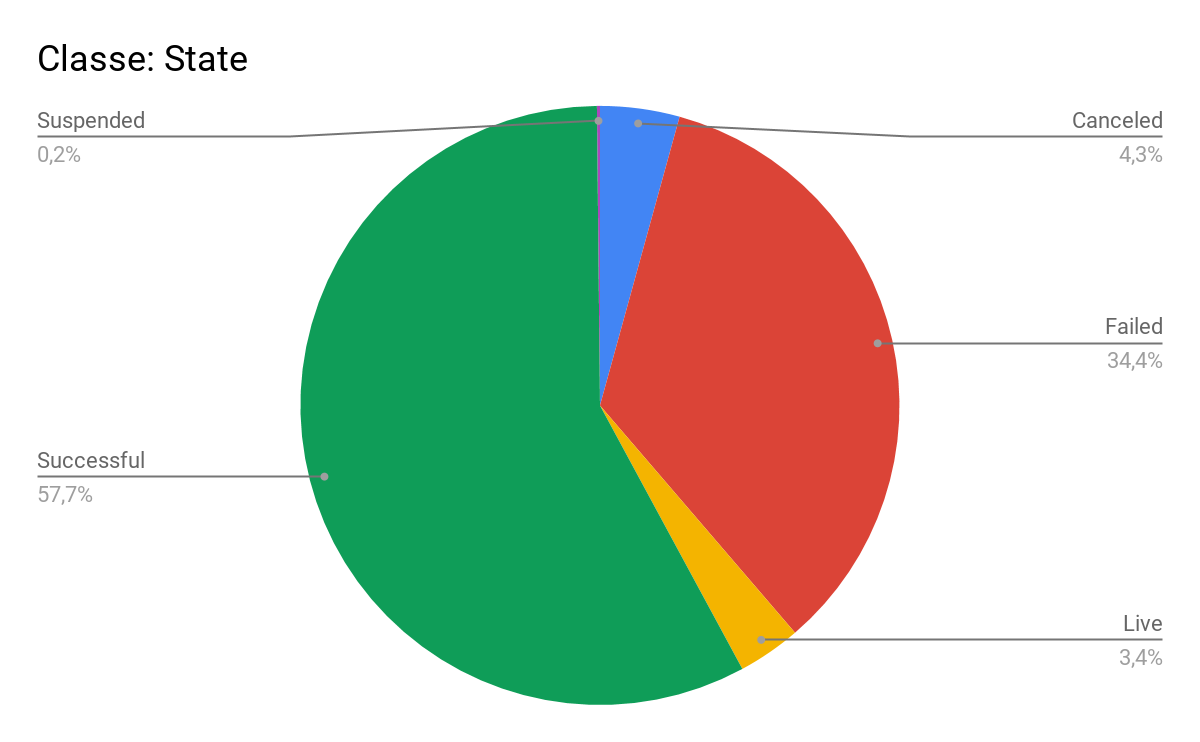 Classe: State
Suspended
0,2%
Canceled
4,3%
Failed
34,4%
Successful
57,7%
Live
3,4%